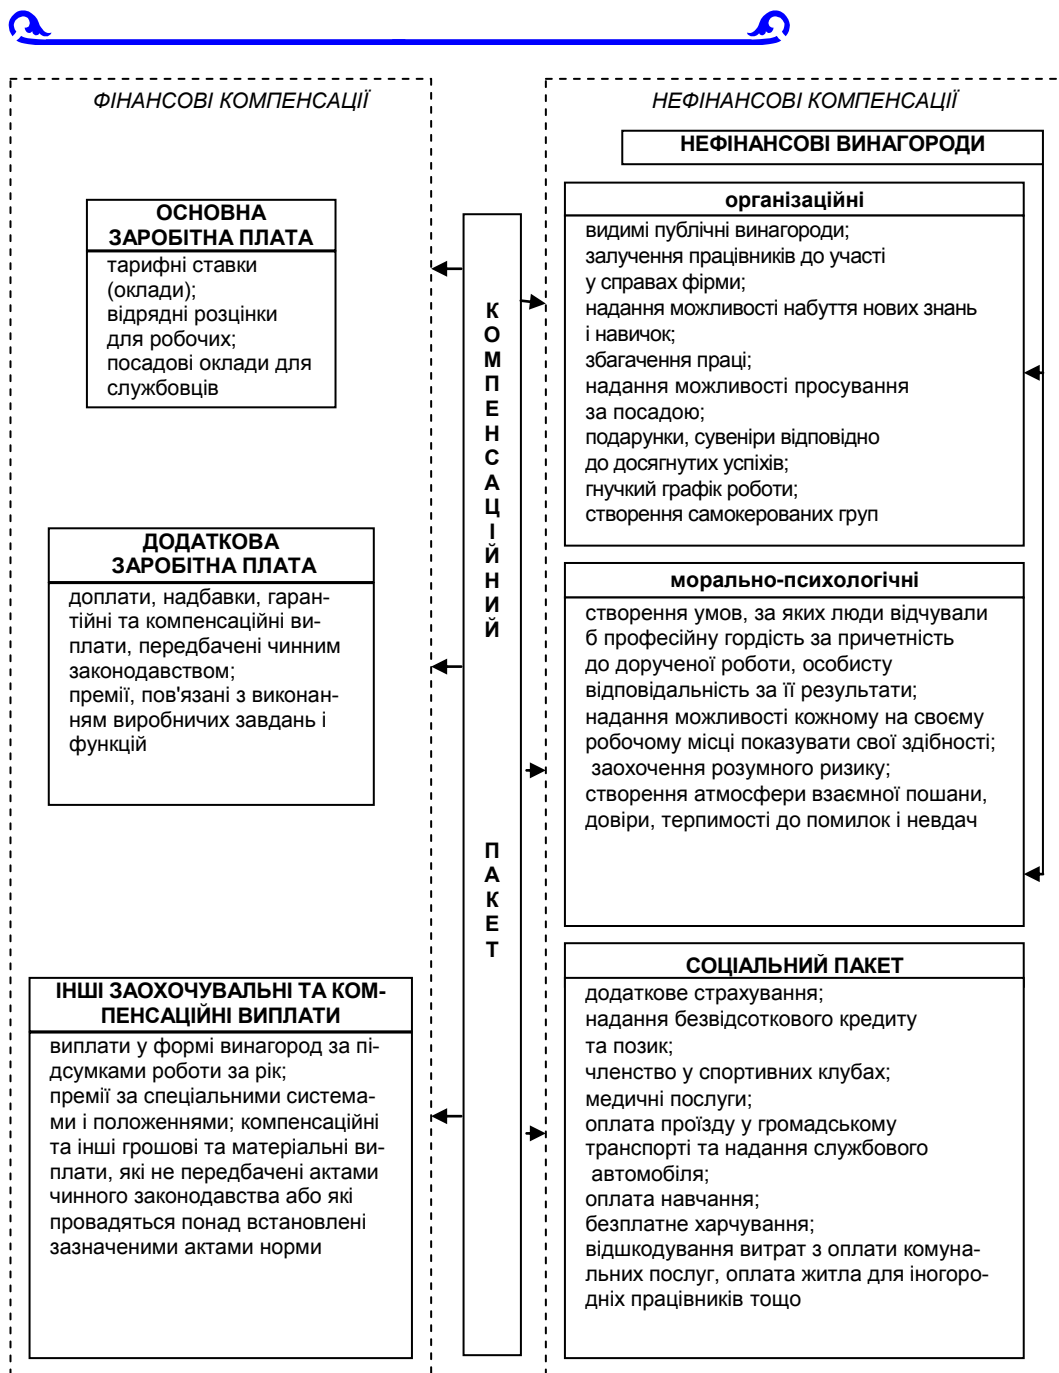 ФІНАНСОВІ КОМПЕНСАЦІЇ
ОСНОВНА
ЗАРОБІТНА ПЛАТА
тарифні ставки
(оклади);
відрядні розцінки
для робочих;
посадові оклади для
службовців
ДОДАТКОВА
ЗАРОБІТНА ПЛАТА
доплати, надбавки, гаран-
тійні та компенсаційні ви-
плати, передбачені чинним
законодавством;
премії, пов'язані з виконан-
ням виробничих завдань і
функцій
ІНШІ ЗАОХОЧУВАЛЬНІ ТА КОМ-
ПЕНСАЦІЙНІ ВИПЛАТИ
виплати у формі винагород за пі-
дсумками роботи за рік;
премії за спеціальними система-
ми і положеннями; компенсаційні
та інші грошові та матеріальні ви-
плати, які не передбачені актами
чинного законодавства або які
провадяться понад встановлені
зазначеними актами норми
КОМПЕНСАЦІЙНИЙ
ПАКЕТ
НЕФІНАНСОВІ КОМПЕНСАЦІЇ
НЕФІНАНСОВІ ВИНАГОРОДИ
організаційні
видимі публічні винагороди;
залучення працівників до участі
у справах фірми;
надання можливості набуття нових знань
і навичок;
збагачення праці;
надання можливості просування
за посадою;
подарунки, сувеніри відповідно
до досягнутих успіхів;
гнучкий графік роботи;
створення самокерованих груп
морально-психологічні
створення умов, за яких люди відчували
б професійну гордість за причетність
до дорученої роботи, особисту
відповідальність за її результати;
надання можливості кожному на своєму
робочому місці показувати свої здібності;
заохочення розумного ризику;
створення атмосфери взаємної пошани,
довіри, терпимості до помилок і невдач
СОЦІАЛЬНИЙ ПАКЕТ
додаткове страхування;
надання безвідсоткового кредиту
та позик;
членство у спортивних клубах;
медичні послуги;
оплата проїзду у громадському
транспорті та надання службового
автомобіля;
оплата навчання;
безплатне харчування;
відшкодування витрат з оплати комуна-
льних послуг, оплата житла для іногоро-
дніх працівників тощо